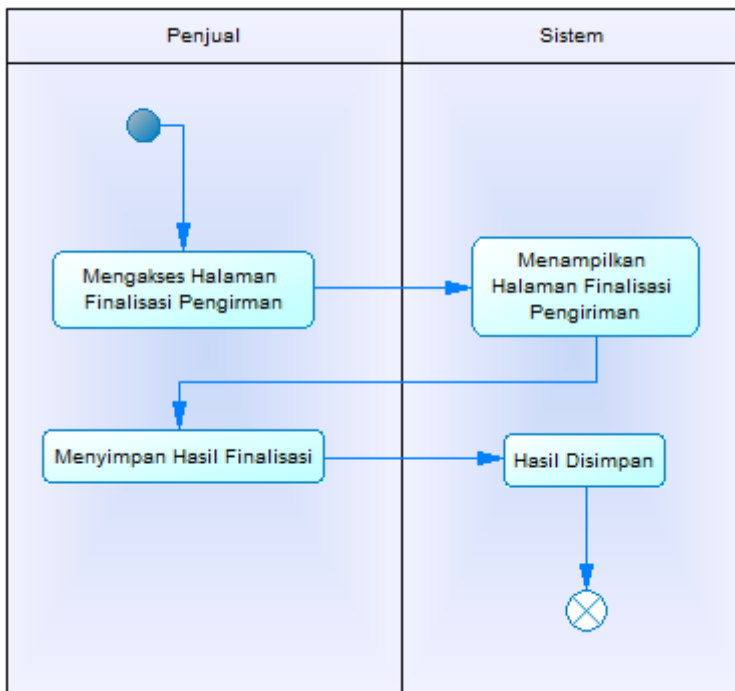 Penjual
Sistem
Mengakses Halaman
Finalisasi Pengirman
Menampilkan
Halaman Finalisasi
Pengiriman
Menyimpan Hasil Finalisasi
Hasil Disimpan